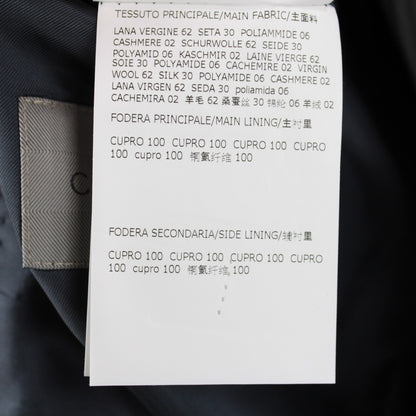 TESSUTO PRINCIPALE/MAIN FABRIC/主面料
LANA VERGINE 62 SETA 30 POLIAMMIDE 06
CASHMERE 02 SCHURWOLLE 62 SEIDE 30
POLYAMID 06 KASCHMIR 02 LAINE VIERGE 62
SOIE 30 POLYAMIDE 06 CACHEMIRE 02 VIRGIN
WOOL 62 SILK 30 POLYAMIDE 06 CASHMERE 02
LANA VIRGEN 62 SEDA 30 poliamida 06
CACHEMIRA 02 羊毛 62 桑蚕丝 30 锦纶 06 羊绒 02
FODERA PRINCIPALE/MAIN LINING/主衬里
CUPRO 100 CUPRO 100 CUPRO 100 CUPRO
100 cupro 100 铜氨纤维 100
FODERA SECONDARIA/SIDE LINING/辅衬里
CUPRO 100 CUPRO 100 CUPRO 100 CUPRO
100 cupro 100 铜氨纤维 100
C